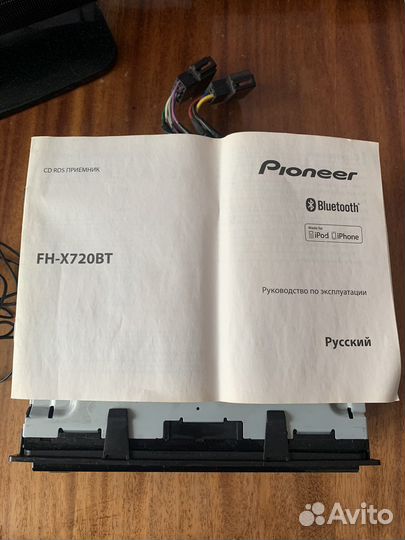 CD RDS ПРИЕМНИК
Pioneer
Bluetooth®
Made for
iPod iPhone
FH-X720BT
Руководство по эксплуатации
Русский
Avito